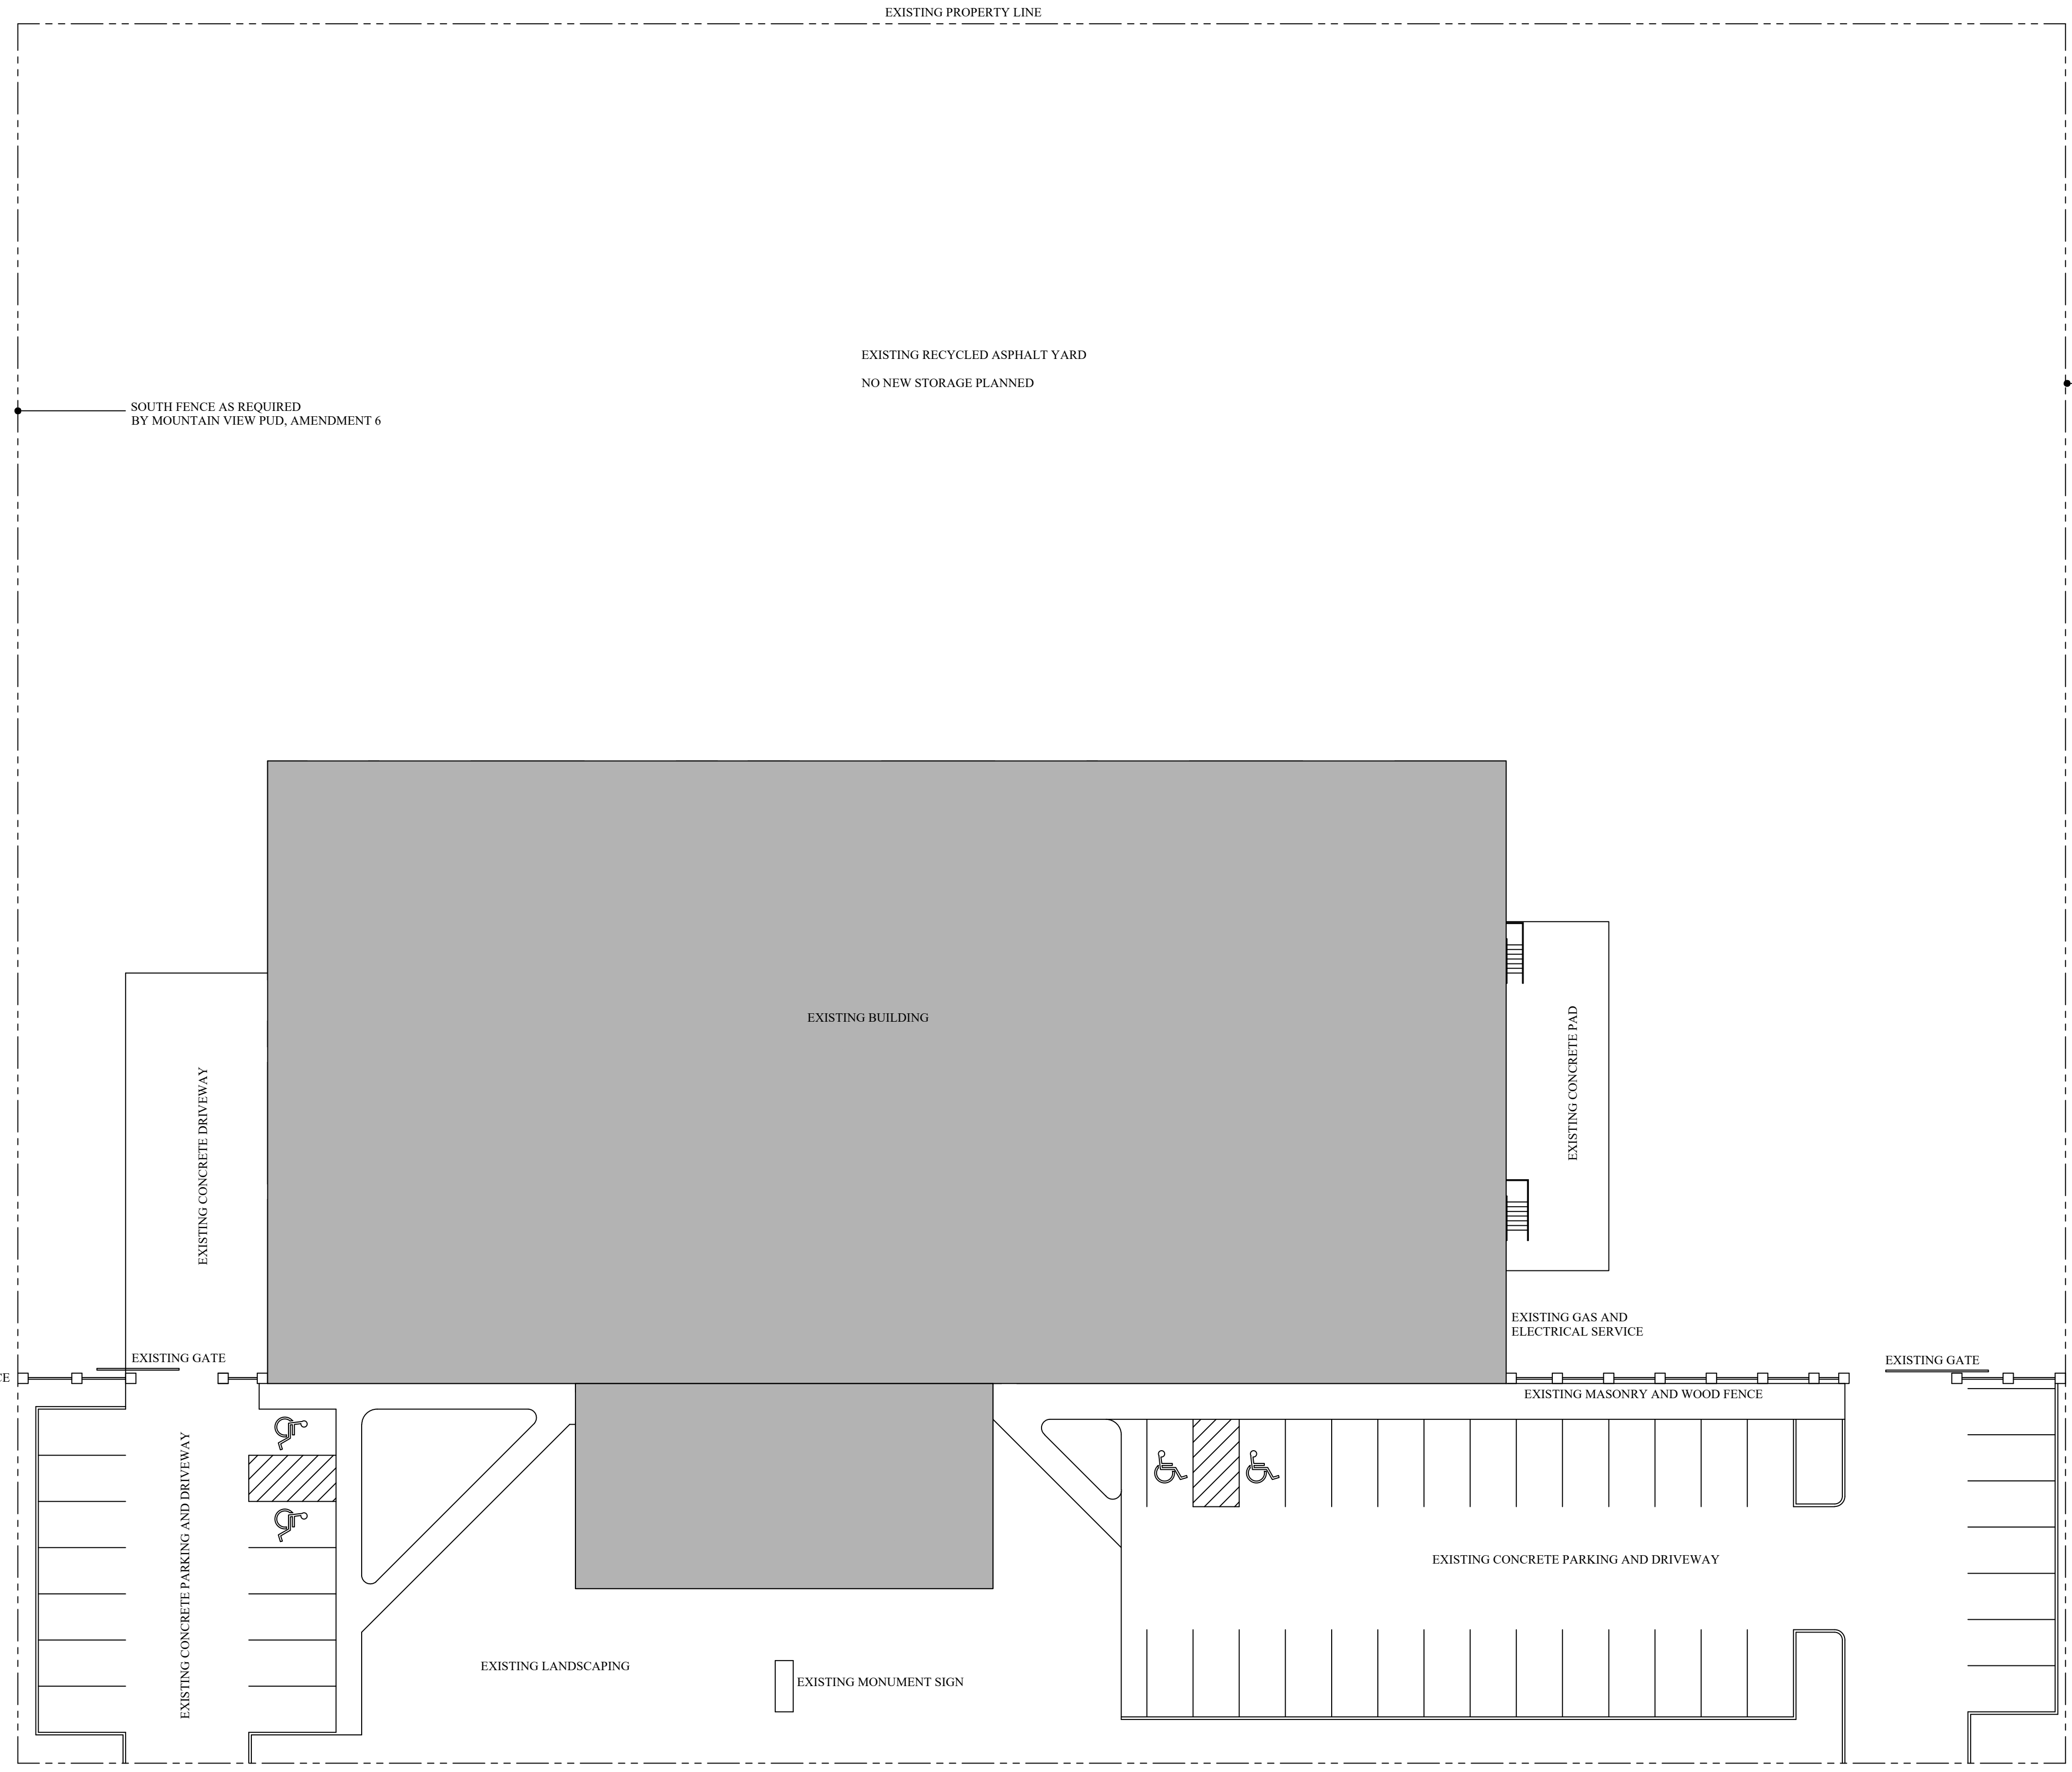 EXISTING PROPERTY LINE
EXISTING RECYCLED ASPHALT YARD
NO NEW STORAGE PLANNED
SOUTH FENCE AS REQUIRED
BY MOUNTAIN VIEW PUD, AMENDMENT 6
EXISTING BUILDING
EXISTING CONCRETE PAD
EXISTING CONCRETE DRIVEWAY
EXISTING GAS AND
ELECTRICAL SERVICE
EXISTING GATE
EXISTING GATE
EXISTING MASONRY AND WOOD FENCE
EXISTING CONCRETE PARKING AND DRIVEWAY
EXISTING CONCRETE PARKING AND DRIVEWAY
EXISTING LANDSCAPING
EXISTING MONUMENT SIGN